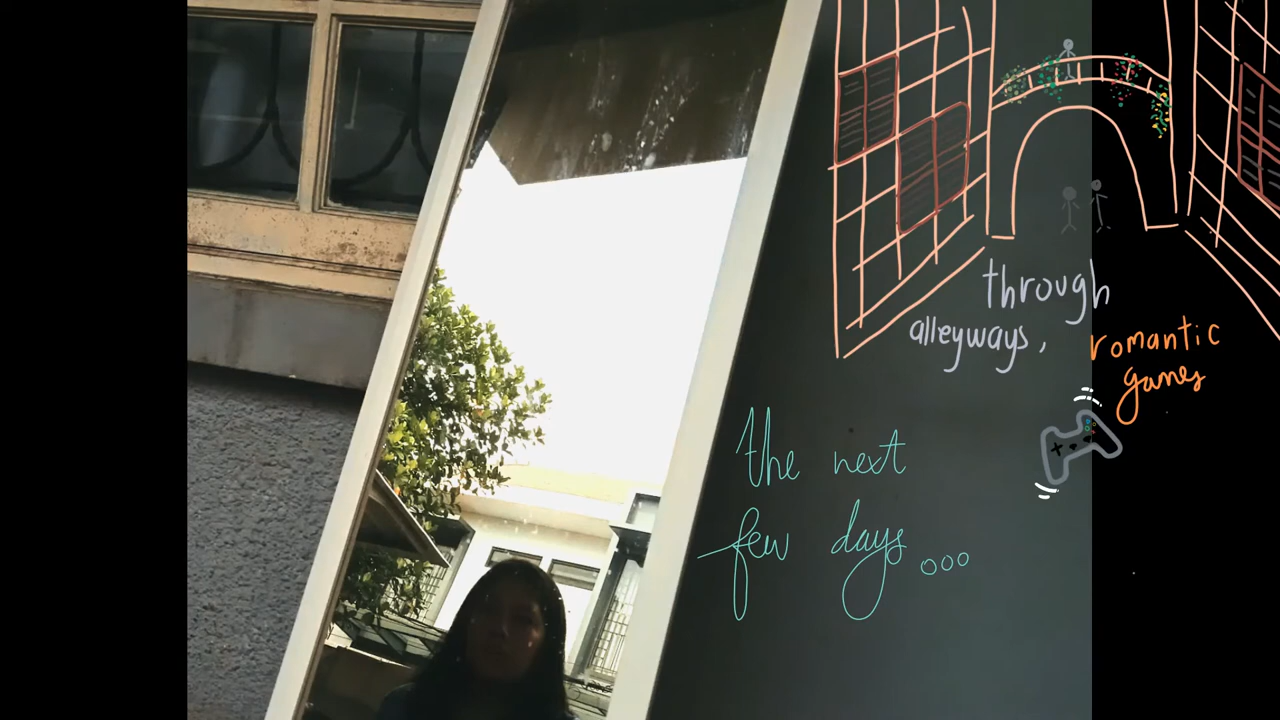 through
alleyways,
romantic
games
the next
few days...